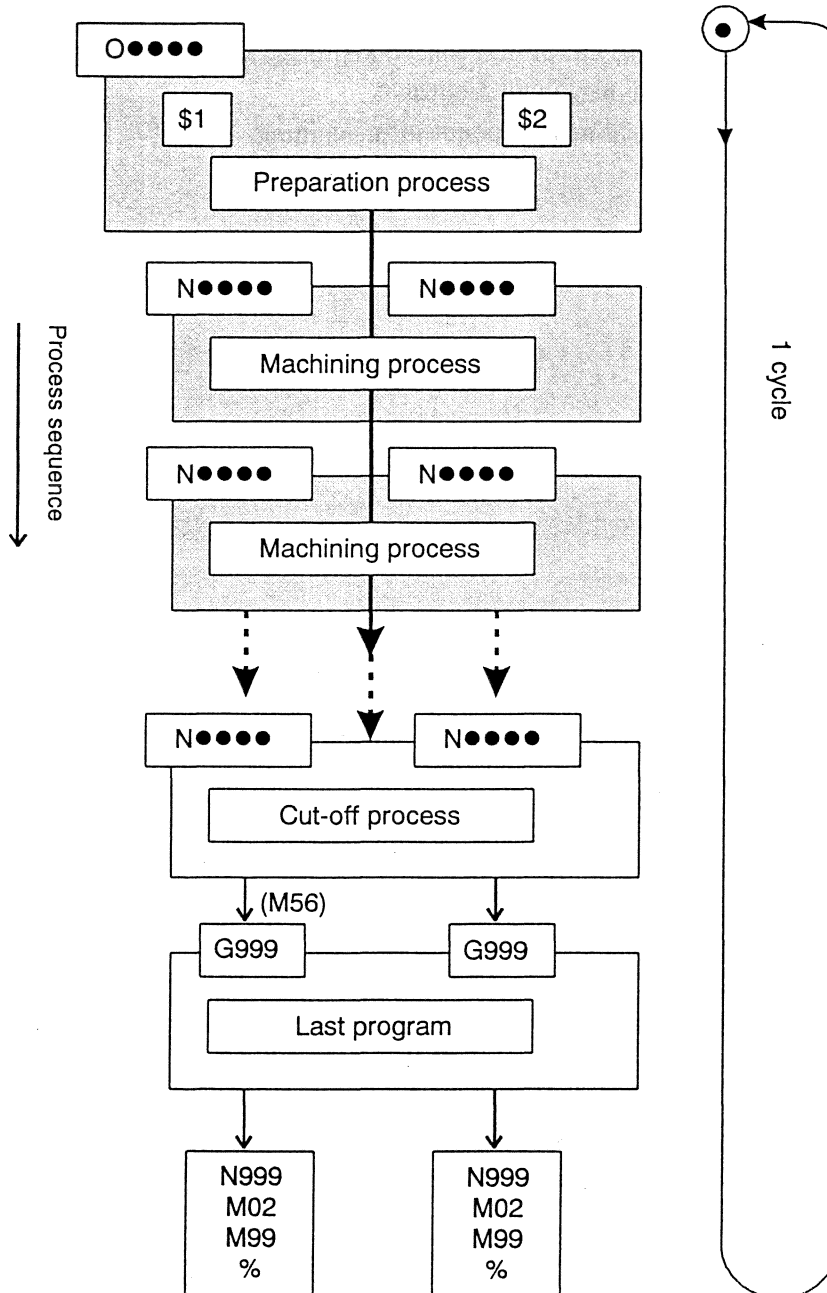 O●●●●
$1 $2
Preparation process
N●●●● N●●●●
Machining process
N●●●● N●●●●
Machining process
N●●●● N●●●●
Cut-off process
(M56)
G999 G999
Last program
N999 N999
M02 M02
M99 M99
% %
Process sequence
1 cycle